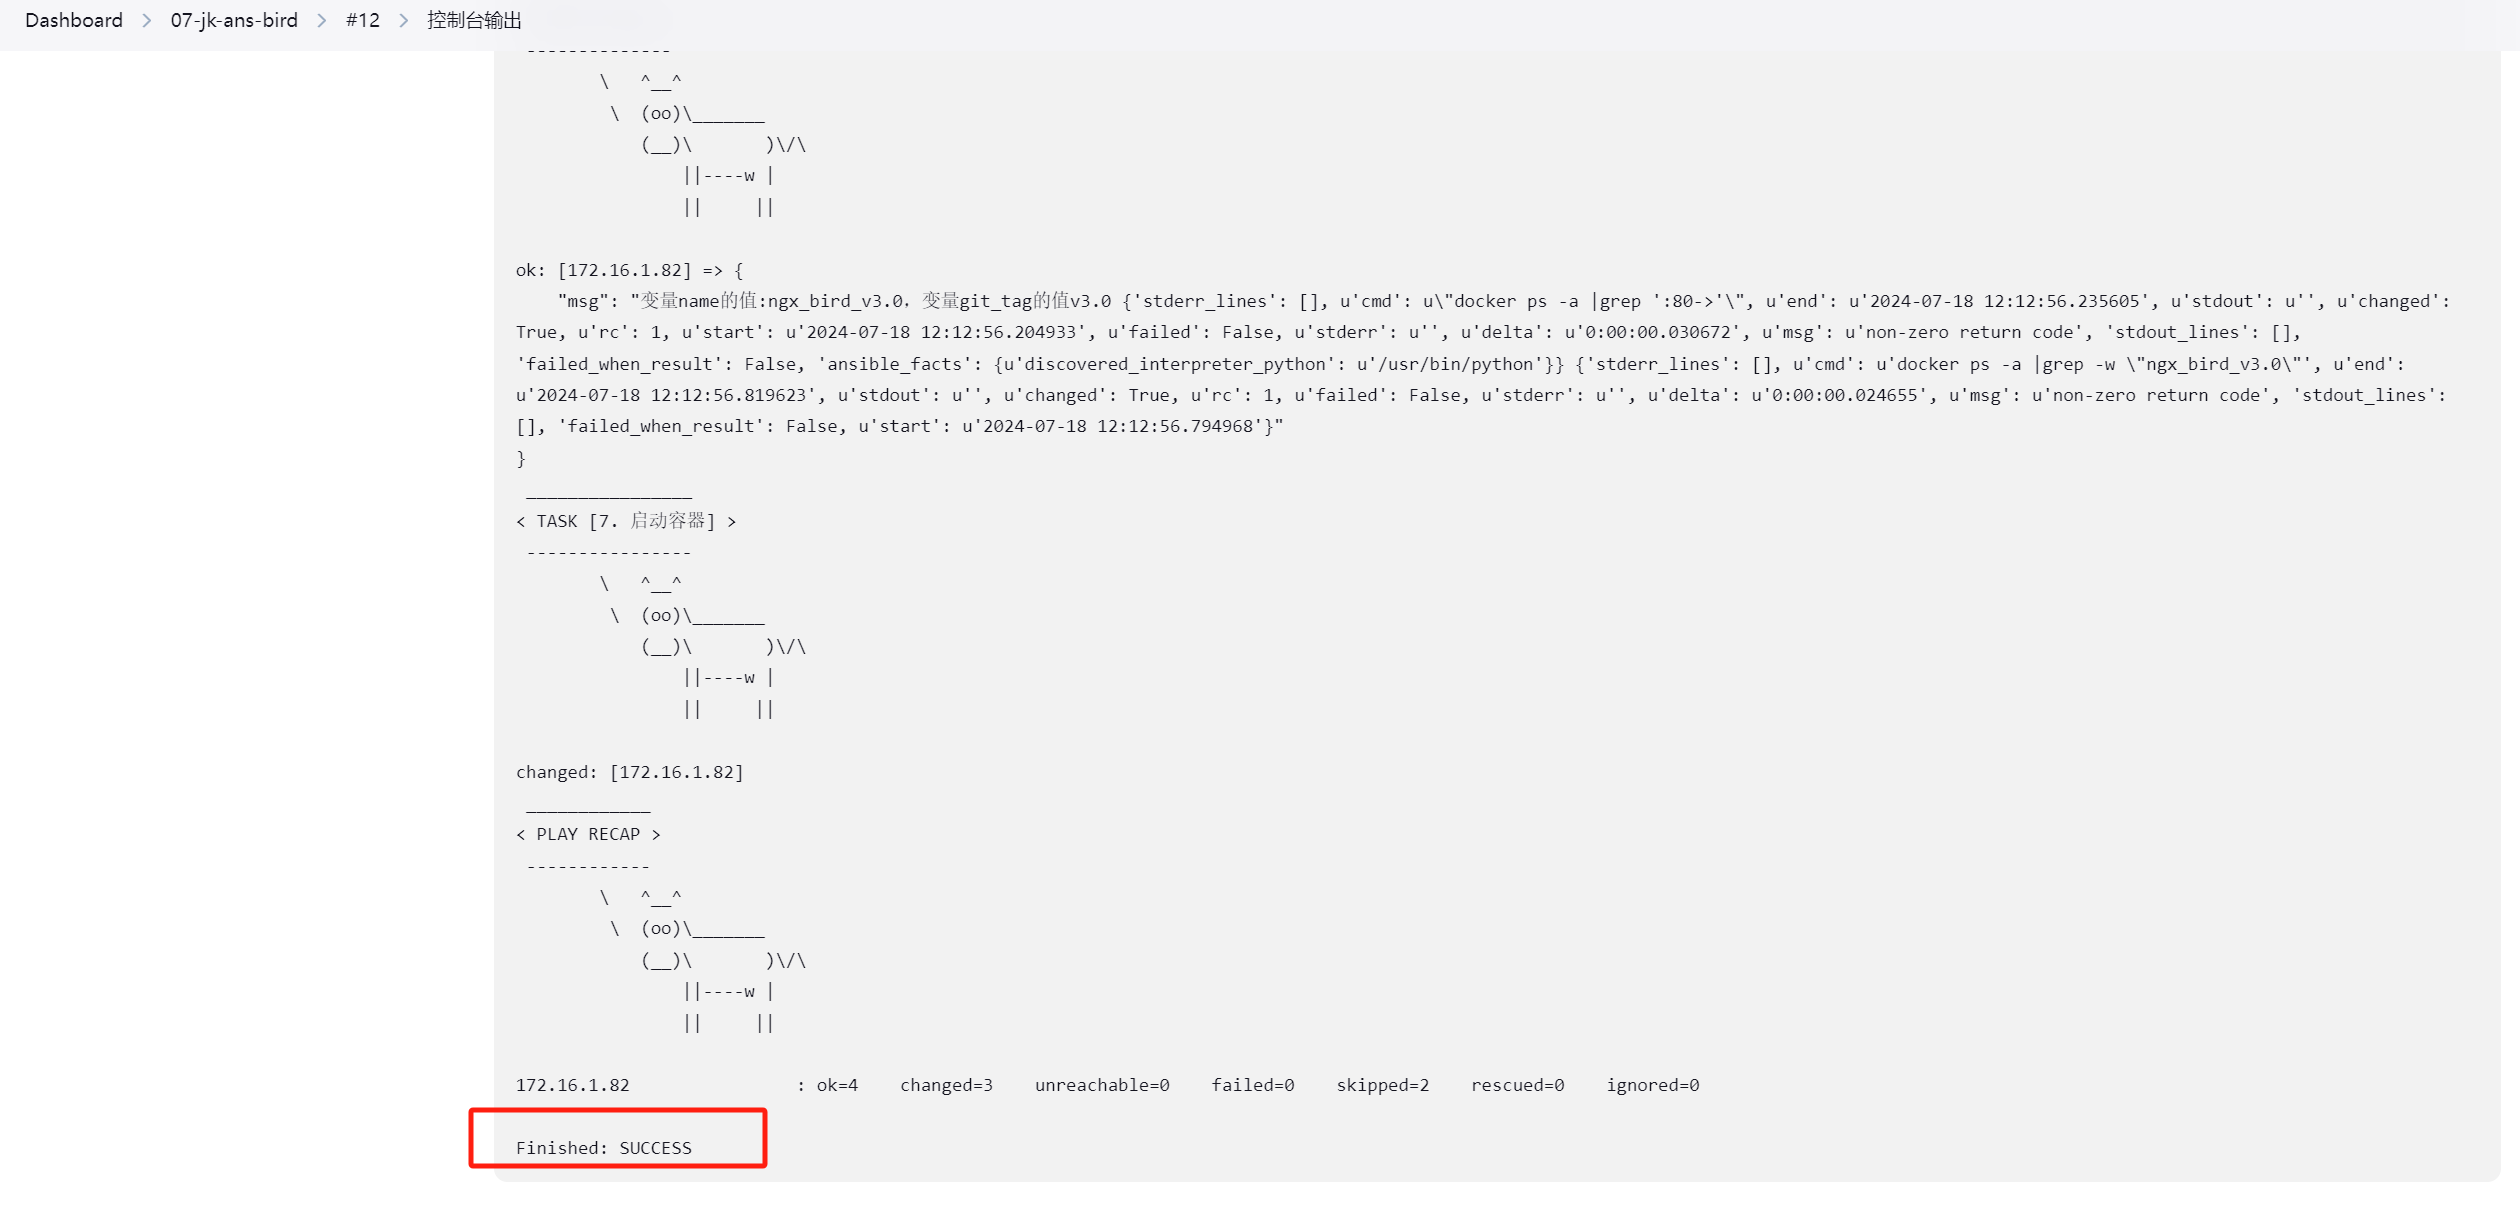 Dashboard > 07-jk-ans-bird > #12 > 控制台输出
 --------------
        \   ^__^
         \  (oo)\_______
            (__)\       )\/\
                ||----w |
                ||     ||

ok: [172.16.1.82] => {
    "msg": "变量name的值:ngx_bird_v3.0，变量git_tag的值v3.0 {'stderr_lines': [], u'cmd': u\"docker ps -a |grep ':80->'\", u'end': u'2024-07-18 12:12:56.235605', u'stdout': u'', u'changed':
True, u'rc': 1, u'start': u'2024-07-18 12:12:56.204933', u'failed': False, u'stderr': u'', u'delta': u'0:00:00.030672', u'msg': u'non-zero return code', 'stdout_lines': [],
'failed_when_result': False, 'ansible_facts': {u'discovered_interpreter_python': u'/usr/bin/python'}} {'stderr_lines': [], u'cmd': u'docker ps -a |grep -w \"ngx_bird_v3.0\"', u'end':
u'2024-07-18 12:12:56.819623', u'stdout': u'', u'changed': True, u'rc': 1, u'failed': False, u'stderr': u'', u'delta': u'0:00:00.024655', u'msg': u'non-zero return code', 'stdout_lines':
[], 'failed_when_result': False, u'start': u'2024-07-18 12:12:56.794968'}"
}
 ________________
< TASK [7. 启动容器] >
 ----------------
        \   ^__^
         \  (oo)\_______
            (__)\       )\/\
                ||----w |
                ||     ||

changed: [172.16.1.82]
 ____________
< PLAY RECAP >
 ------------
        \   ^__^
         \  (oo)\_______
            (__)\       )\/\
                ||----w |
                ||     ||

172.16.1.82                : ok=4    changed=3    unreachable=0    failed=0    skipped=2    rescued=0    ignored=0

Finished: SUCCESS